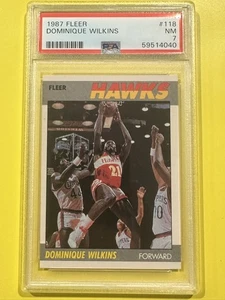 1987 FLEER #118
DOMINIQUE WILKINS NM
PSA 7
59514040
FLEER HAWKS
21
DOMINIQUE WILKINS FORWARD